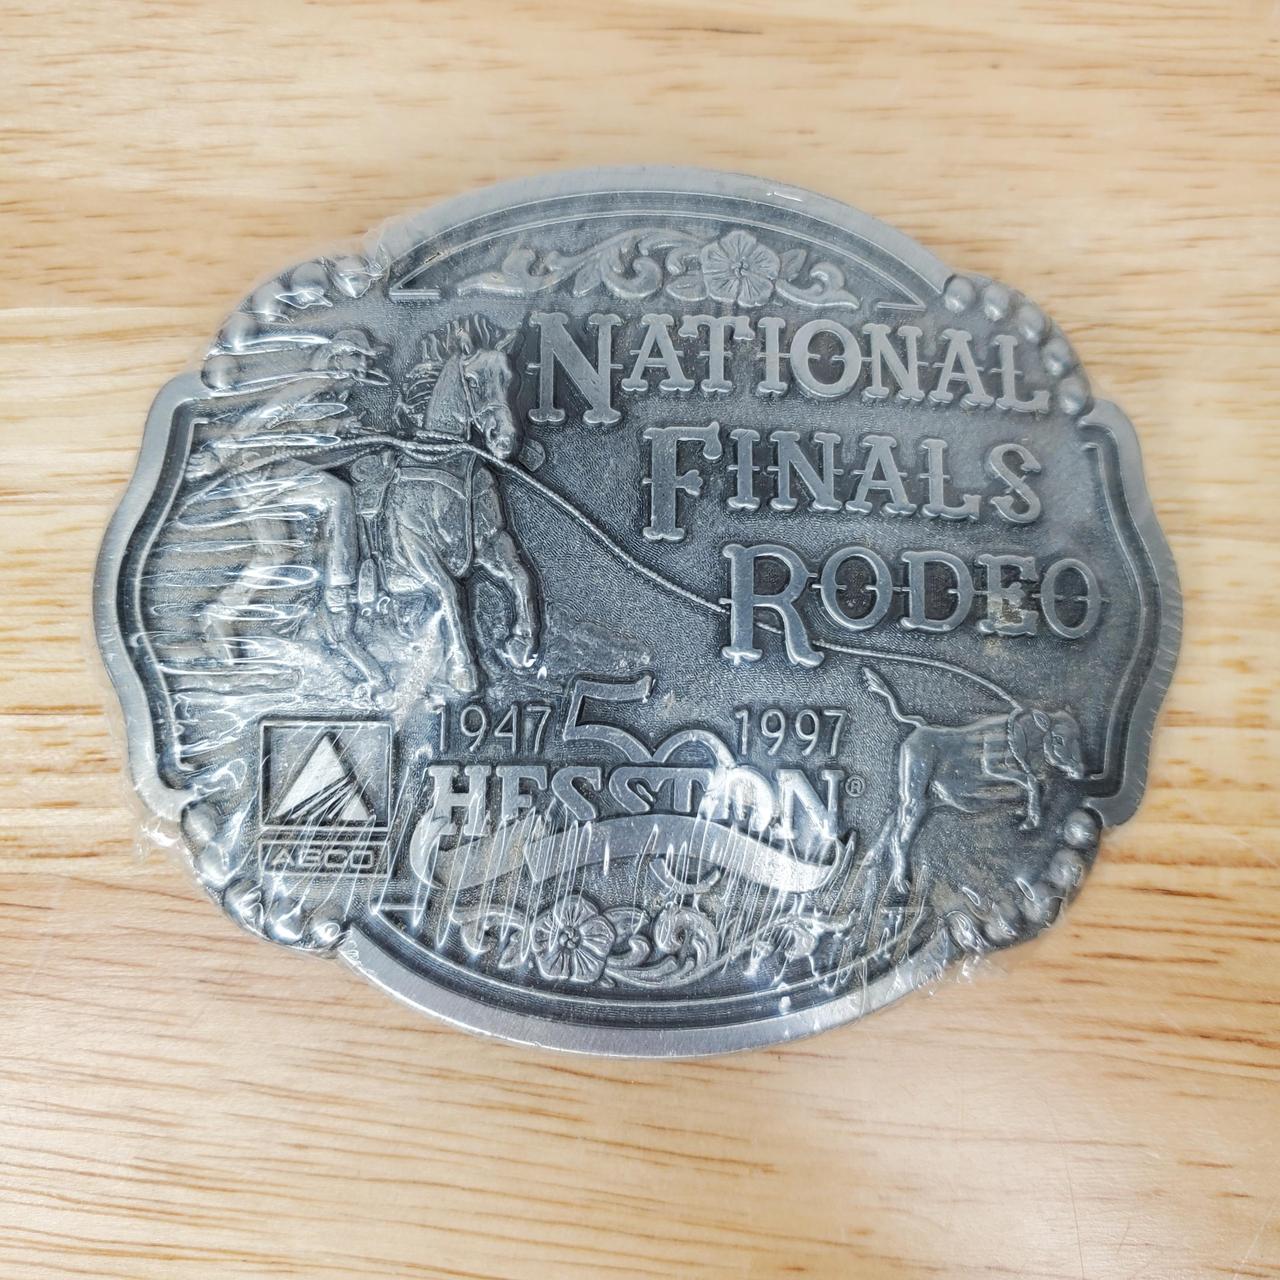 NATIONAL
FINALS
RODEO
1947 50 1997
HESSTON®
AGCO